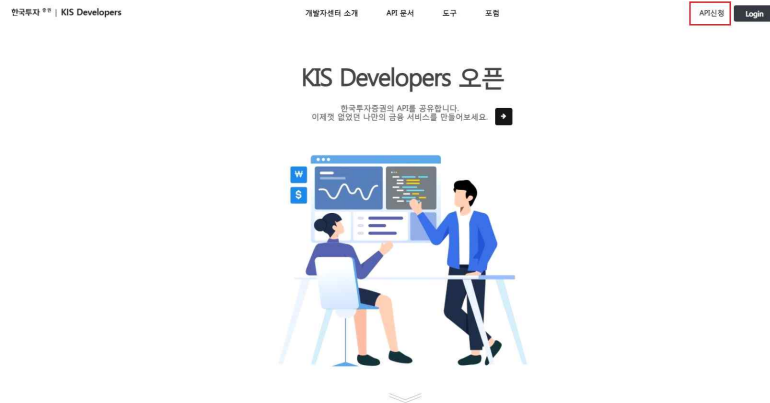 한국투자 증권 | KIS Developers
개발자센터 소개 API 문서 도구 포럼
API신청 Login
KIS Developers 오픈
한국투자증권의 API를 공유합니다.
이제껏 없었던 나만의 금융 서비스를 만들어보세요.
₩
$